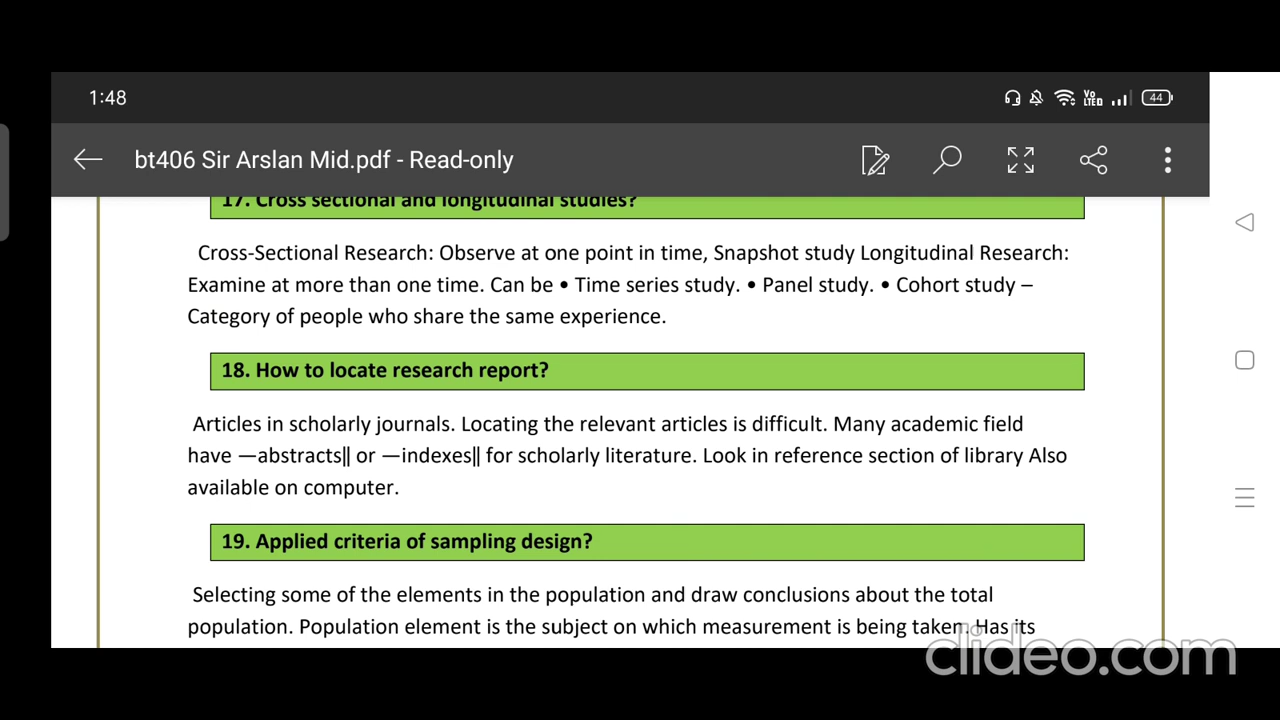 1:48
Vo LTED
44
bt406 Sir Arslan Mid.pdf - Read-only
17. Cross sectional and longitudinal studies?
Cross-Sectional Research: Observe at one point in time, Snapshot study Longitudinal Research:
Examine at more than one time. Can be • Time series study. • Panel study. • Cohort study –
Category of people who share the same experience.
18. How to locate research report?
Articles in scholarly journals. Locating the relevant articles is difficult. Many academic field
have ―abstracts‖ or ―indexes‖ for scholarly literature. Look in reference section of library Also
available on computer.
19. Applied criteria of sampling design?
Selecting some of the elements in the population and draw conclusions about the total
population. Population element is the subject on which measurement is being taken. Has its
clideo.com